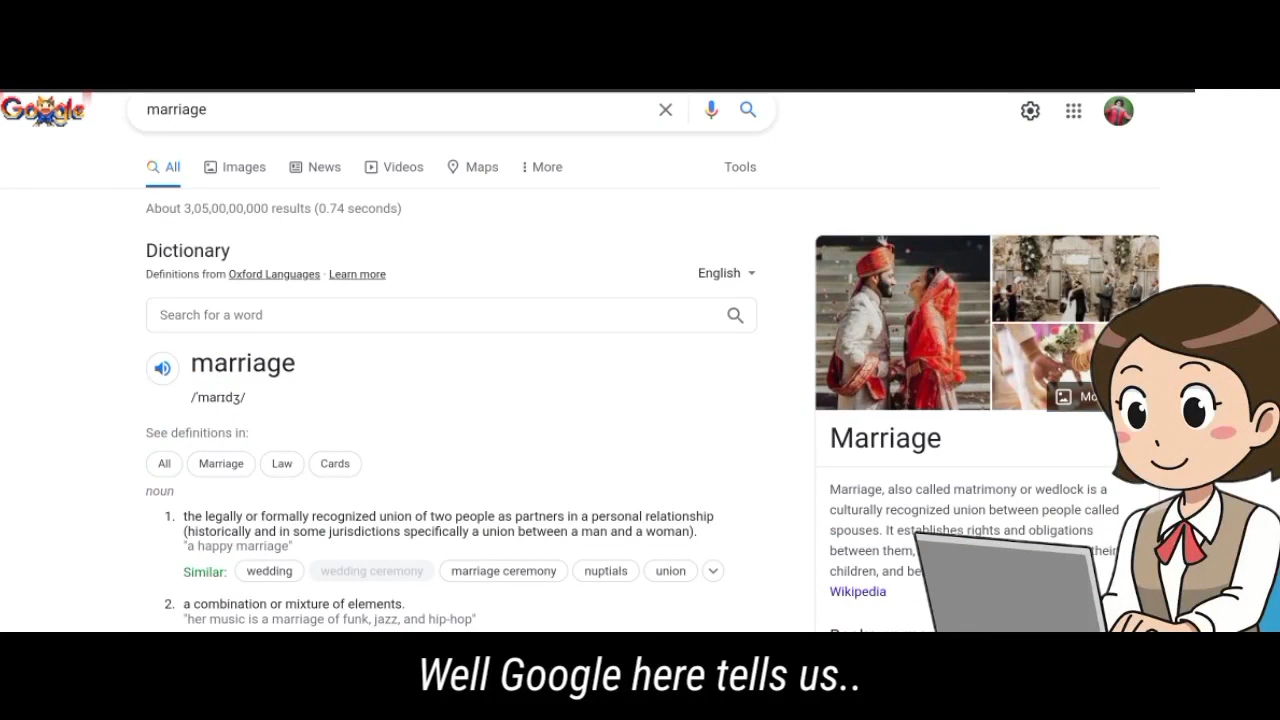 Google
marriage
All
Images
News
Videos
Maps
More
Tools
About 3,05,00,00,000 results (0.74 seconds)
Dictionary
Definitions from Oxford Languages · Learn more
English
Search for a word
marriage
/ˈmarɪdʒ/
See definitions in:
All
Marriage
Law
Cards
noun
1. the legally or formally recognized union of two people as partners in a personal relationship
(historically and in some jurisdictions specifically a union between a man and a woman).
"a happy marriage"
Similar:
wedding
wedding ceremony
marriage ceremony
nuptials
union
2. a combination or mixture of elements.
"her music is a marriage of funk, jazz, and hip-hop"
Marriage
Marriage, also called matrimony or wedlock is a
culturally recognized union between people called
spouses. It establishes rights and obligations
between them,
children, and
Wikipedia
Well Google here tells us..